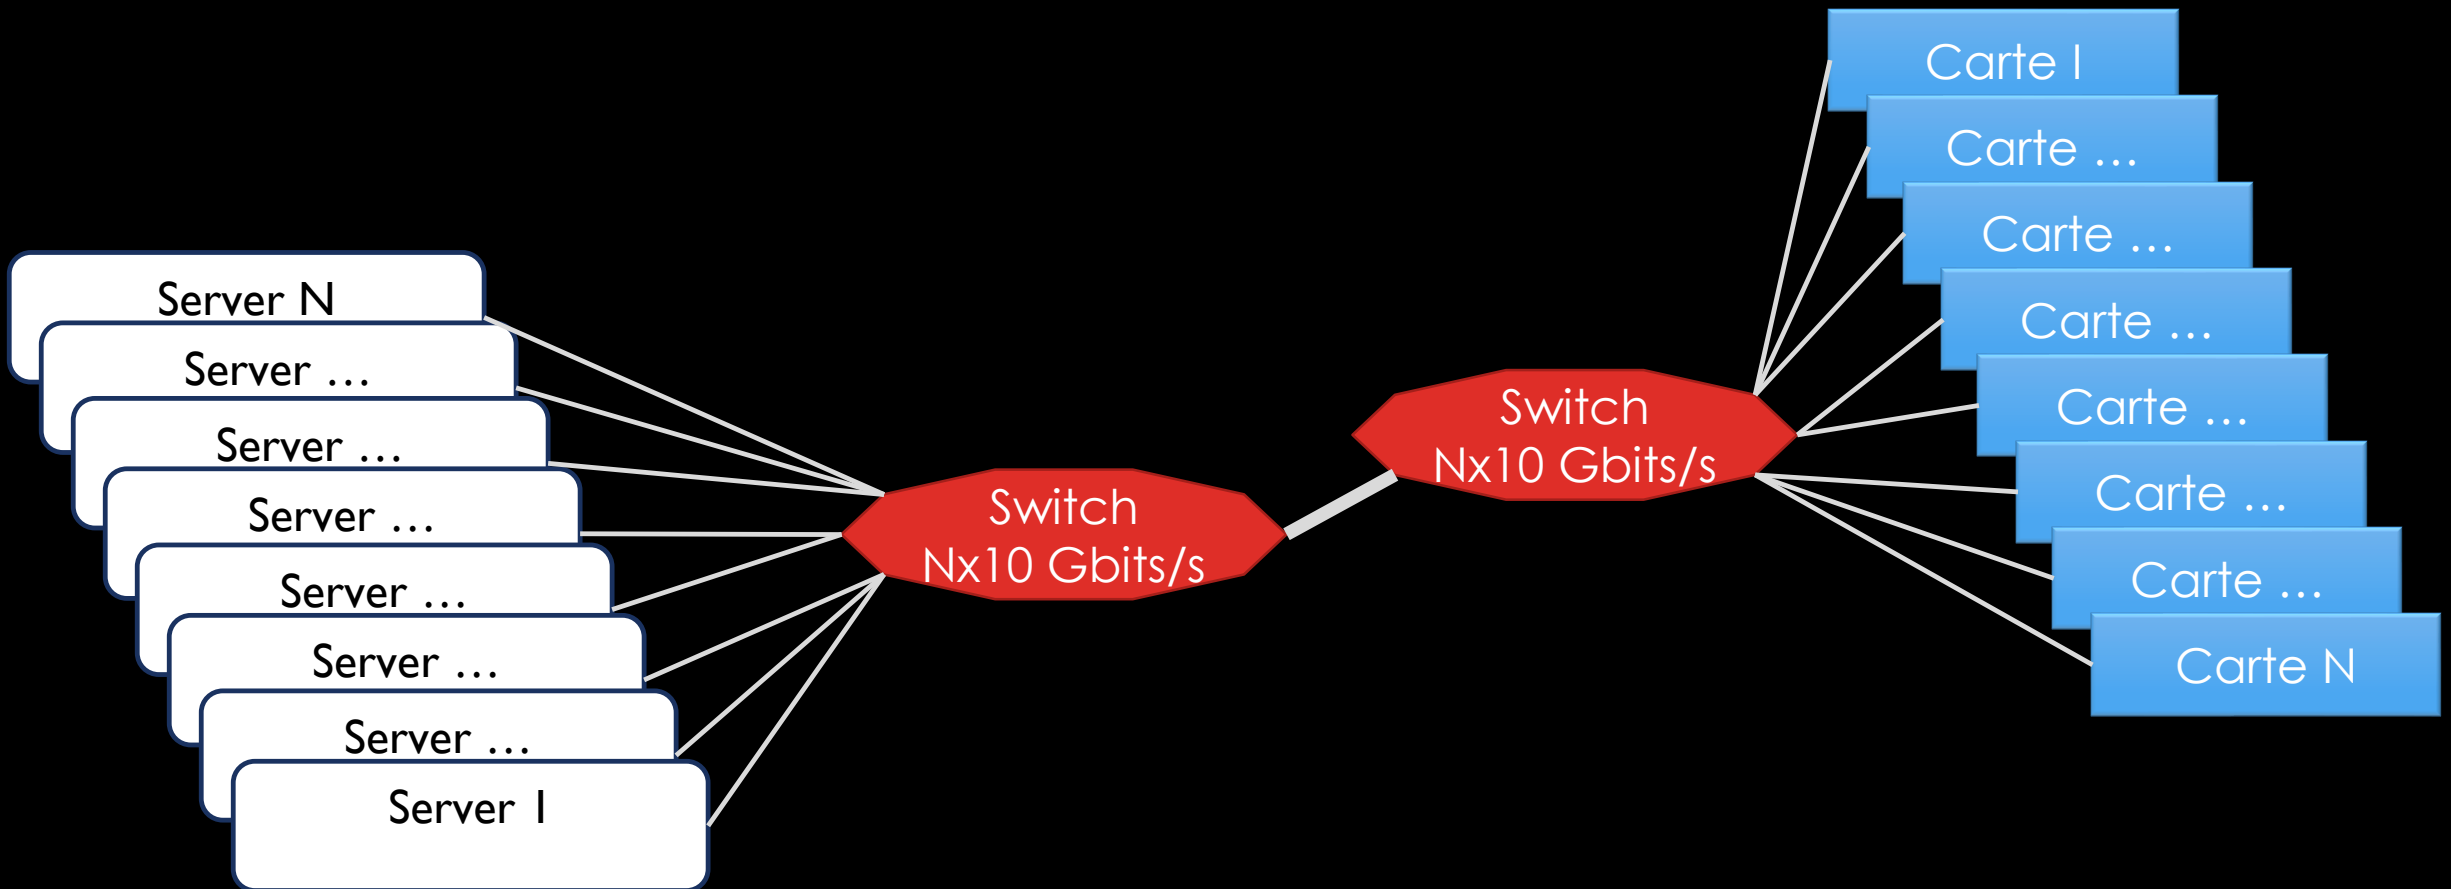 Server N
Server …
Server …
Server …
Server …
Server …
Server …
Server 1
Switch
Nx10 Gbits/s
Switch
Nx10 Gbits/s
Carte 1
Carte …
Carte …
Carte …
Carte …
Carte …
Carte …
Carte N